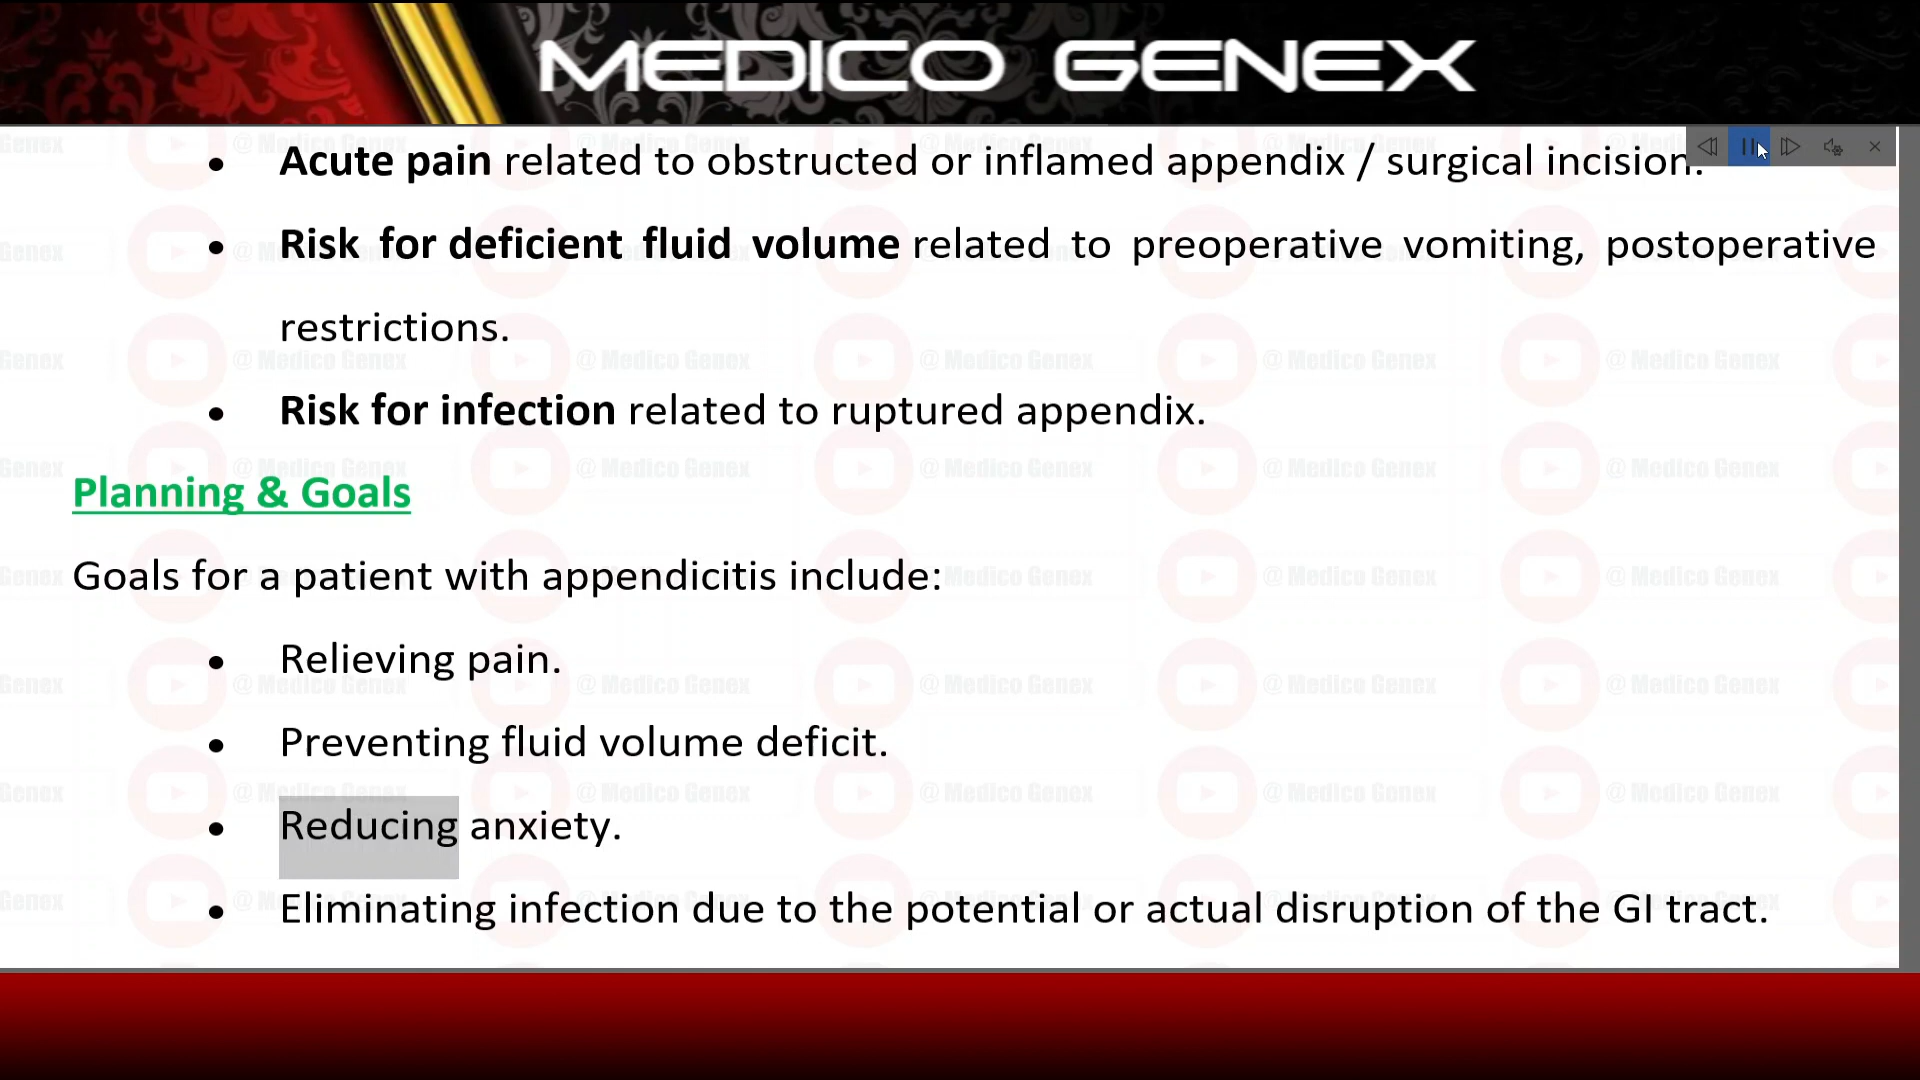 MEDICO GENEX
• Acute pain related to obstructed or inflamed appendix / surgical incision.
• Risk for deficient fluid volume related to preoperative vomiting, postoperative
restrictions.
• Risk for infection related to ruptured appendix.
Planning & Goals
Goals for a patient with appendicitis include:
• Relieving pain.
• Preventing fluid volume deficit.
• Reducing anxiety.
• Eliminating infection due to the potential or actual disruption of the GI tract.
@ Medico Genex